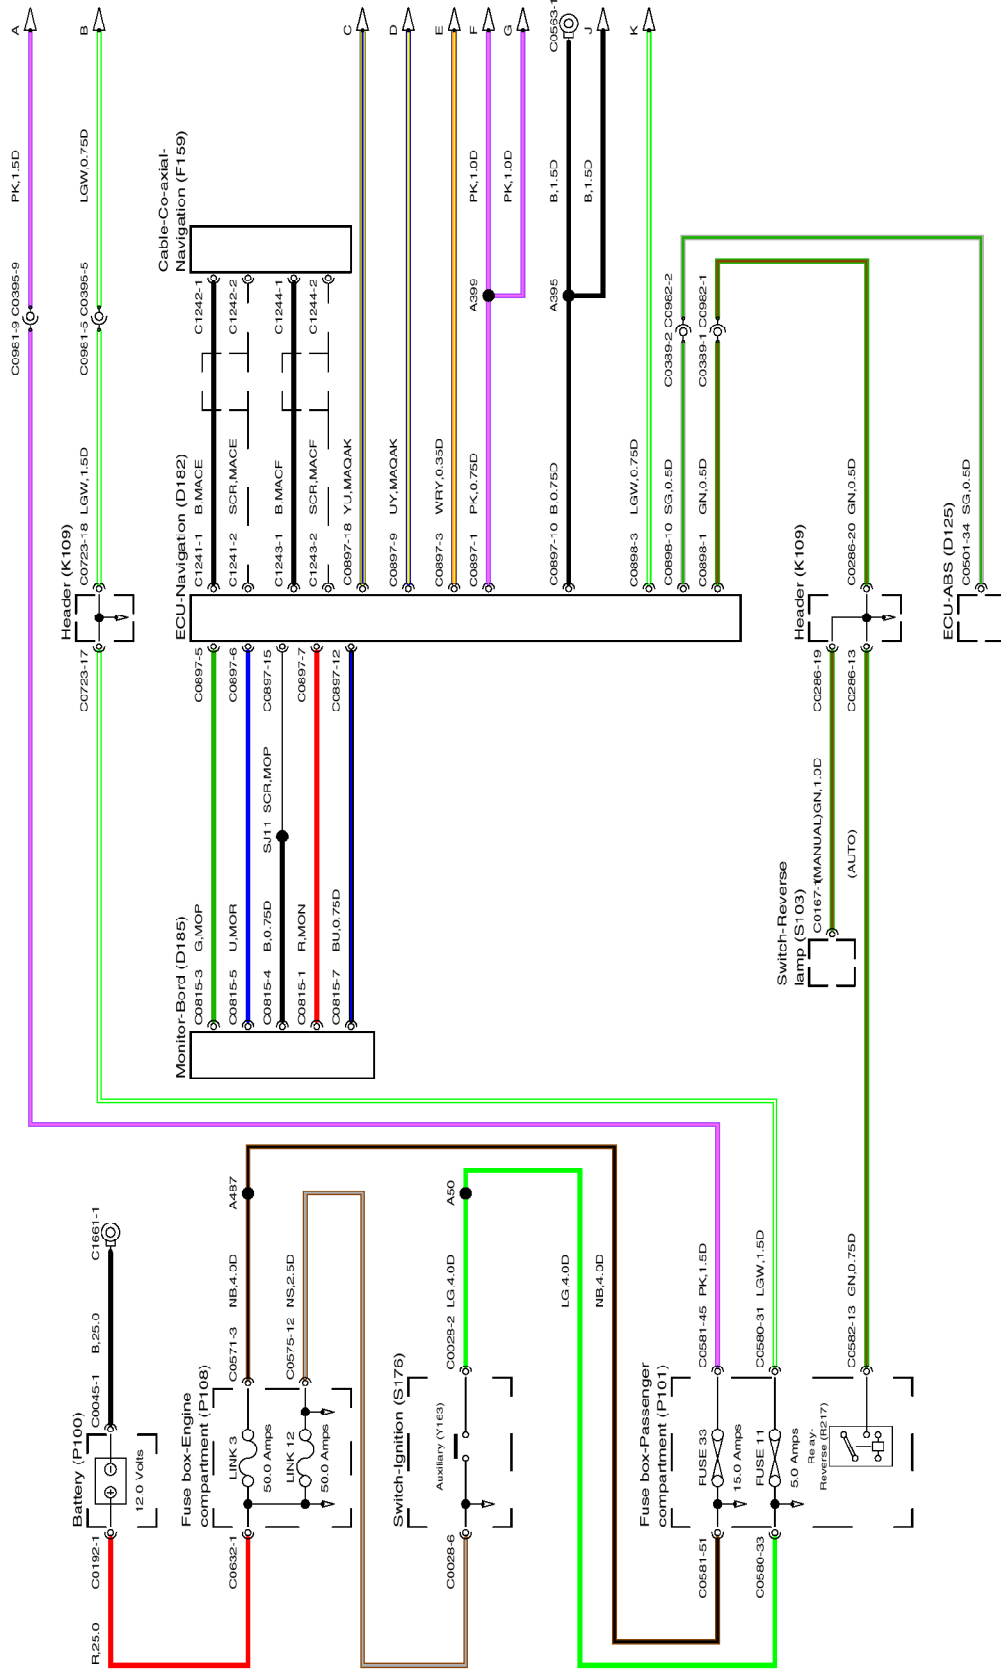 A
B
C
D
E
F
G
C0563-1
J
K
PK,1.5D
LGW,0.75D
PK,1.0D
PK,1.0D
B,1.5D
B,1.5D
Cable-Co-axial-
Navigation (F159)
C0981-9 C0395-9
C0981-5 C0395-5
C1242-1
C1242-2
C1244-1
C1244-2
A399
A395
C0389-2 C0982-2
C0389-1 C0982-1
Header (K109)
C0723-18 LGW,1.5D
C0723-17
ECU-Navigation (D182)
C1241-1 B.MACE
C1241-2 SCR,MACE
C1243-1 B.MACF
C1243-2 SCR,MACF
C0897-18 YU,MAQAK
C0897-9 UY,MAQAK
C0897-3 WRY,0.35D
C0897-1 PK,0.75D
C0897-10 B,0.75D
C0898-3 LGW,0.75D
C0898-10 SG,0.5D
C0898-1 GN,0.5D
Header (K109)
C0286-20 GN,0.5D
C0286-19
C0286-13
ECU-ABS (D125)
C0501-34 SG,0.5D
C0897-5
C0897-6
C0897-15
C0897-7
C0897-12
SJ11 SCR,MOP
Monitor-Bord (D185)
C0815-3 G,MOP
C0815-5 U,MOR
C0815-4 B,0.75D
C0815-1 R,MON
C0815-7 BU,0.75D
Switch-Reverse
lamp (S103)
C0167-1(MANUAL)GN,1.0D
(AUTO)
A487
A50
C1661-1
B,25.0
C0045-1
Battery (P100)
12.0 Volts
C0192-1
R,25.0
NB,4.0D
C0571-3
NS,2.5D
C0575-12
Fuse box-Engine
compartment (P108)
LINK 3
50.0 Amps
LINK 12
50.0 Amps
C0632-1
C0028-2 LG,4.0D
Switch-Ignition (S176)
Auxiliary (Y163)
C0028-6
LG,4.0D
NB,4.0D
C0581-45 PK,1.5D
C0580-31 LGW,1.5D
C0582-13 GN,0.75D
Fuse box-Passenger
compartment (P101)
FUSE 33
15.0 Amps
FUSE 11
5.0 Amps
Relay-
Reverse (R217)
C0581-51
C0580-33